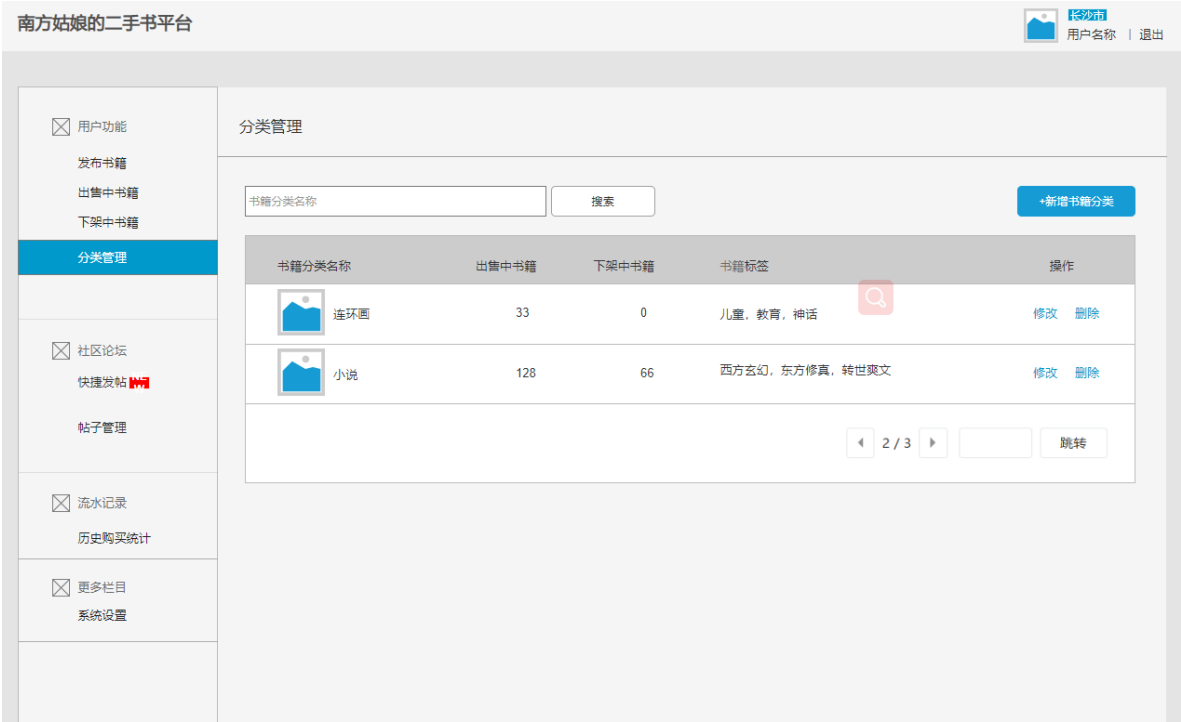 南方姑娘的二手书平台
长沙市
用户名称 | 退出
用户功能
发布书籍
出售中书籍
下架中书籍
分类管理
社区论坛
快捷发帖
帖子管理
流水记录
历史购买统计
更多栏目
系统设置
分类管理
书籍分类名称 搜索 +新增书籍分类
书籍分类名称 出售中书籍 下架中书籍 书籍标签 操作
连环画 33 0 儿童，教育，神话 修改 删除
小说 128 66 西方玄幻，东方修真，转世爽文 修改 删除
2 / 3 跳转